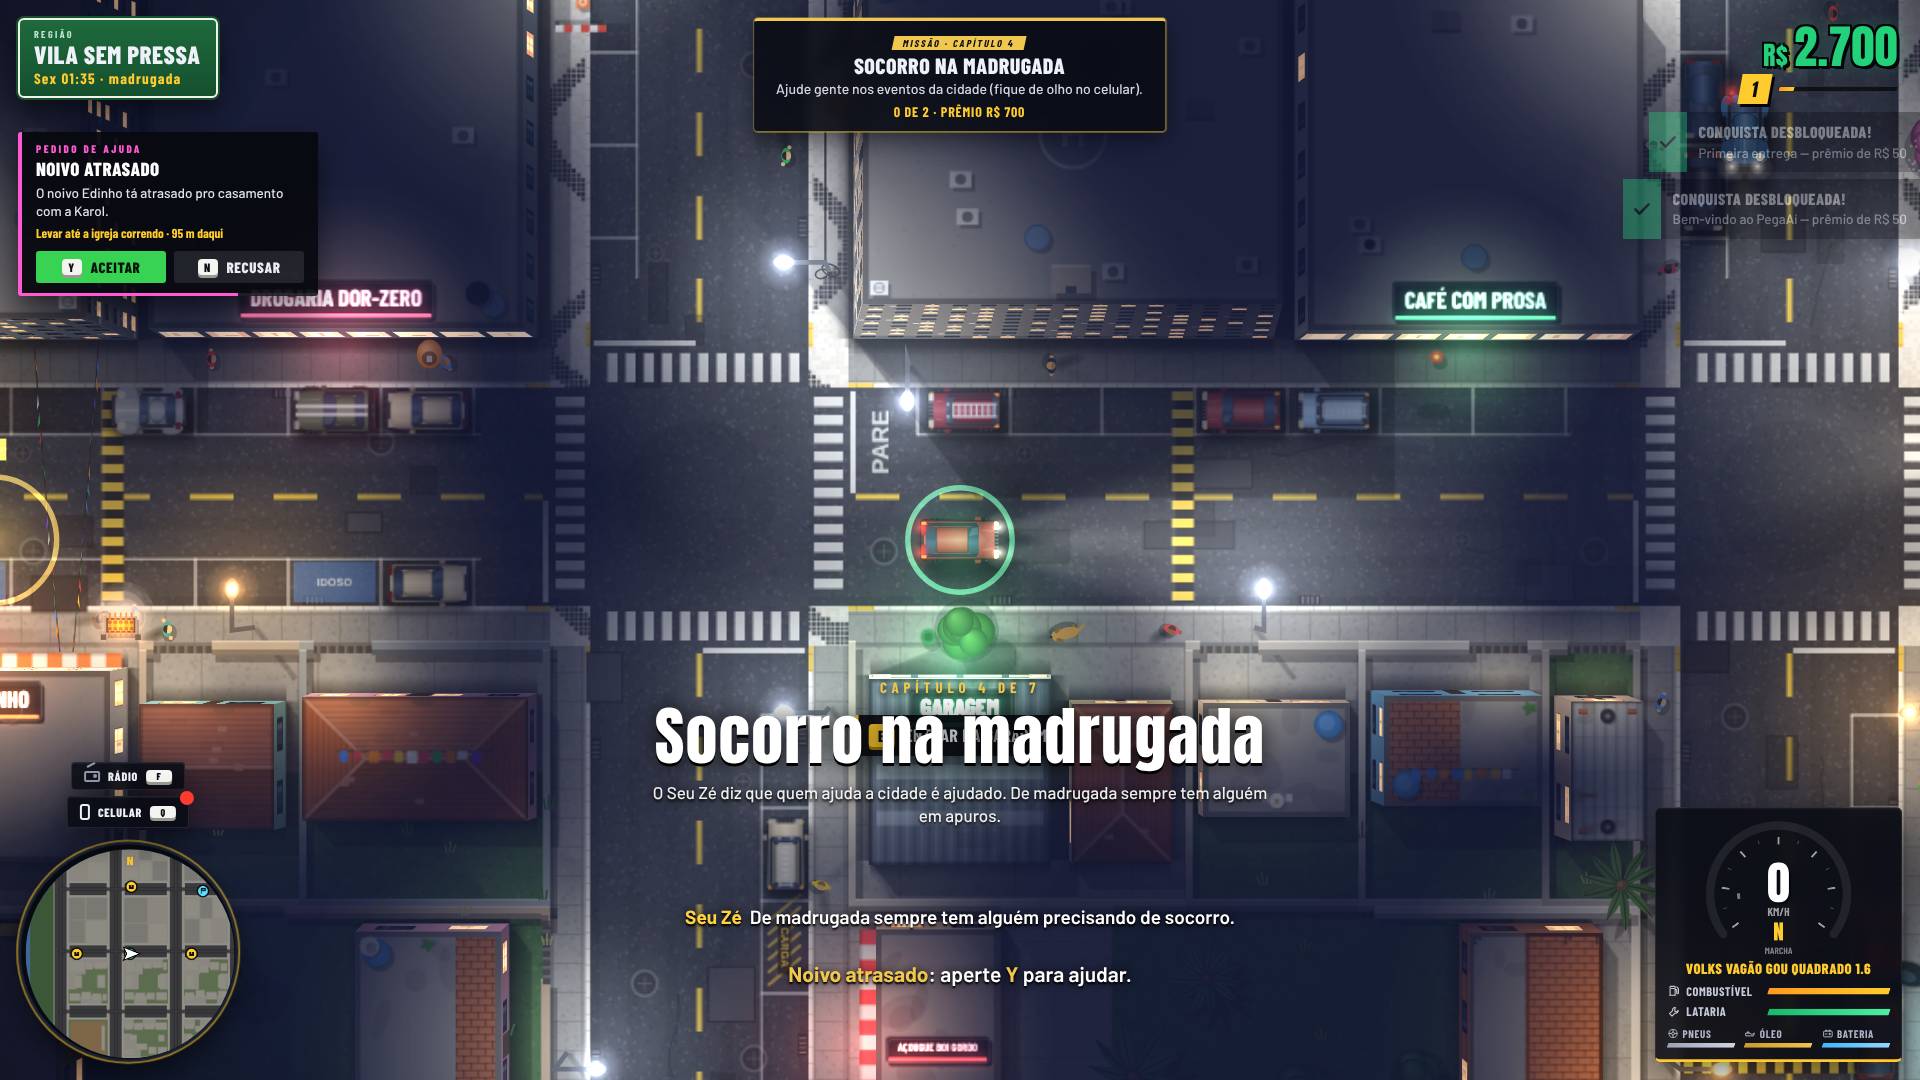 REGIÃO
VILA SEM PRESSA
Sex 01:35 · madrugada
MISSÃO · CAPÍTULO 4
SOCORRO NA MADRUGADA
Ajude gente nos eventos da cidade (fique de olho no celular).
0 DE 2 · PRÊMIO R$ 700
R$ 2.700
1
CONQUISTA DESBLOQUEADA!
Primeira entrega — prêmio de R$ 50
CONQUISTA DESBLOQUEADA!
Bem-vindo ao PegaAí — prêmio de R$ 50
PEDIDO DE AJUDA
NOIVO ATRASADO
O noivo Edinho tá atrasado pro casamento
com a Karol.
Levar até a igreja correndo · 95 m daqui
Y ACEITAR
N RECUSAR
DROGARIA DOR-ZERO
CAFÉ COM PROSA
PARE
IDOSO
NHO
CAPÍTULO 4 DE 7
GARAGEM
Socorro na madrugada
O Seu Zé diz que quem ajuda a cidade é ajudado. De madrugada sempre tem alguém
em apuros.
RÁDIO F
CELULAR Q
N
Seu Zé De madrugada sempre tem alguém precisando de socorro.
CARGA
Noivo atrasado: aperte Y para ajudar.
AÇOUGUE BOI GORDO
0
KM/H
N
MARCHA
VOLKS VAGÃO GOU QUADRADO 1.6
COMBUSTÍVEL
LATARIA
PNEUS
ÓLEO
BATERIA